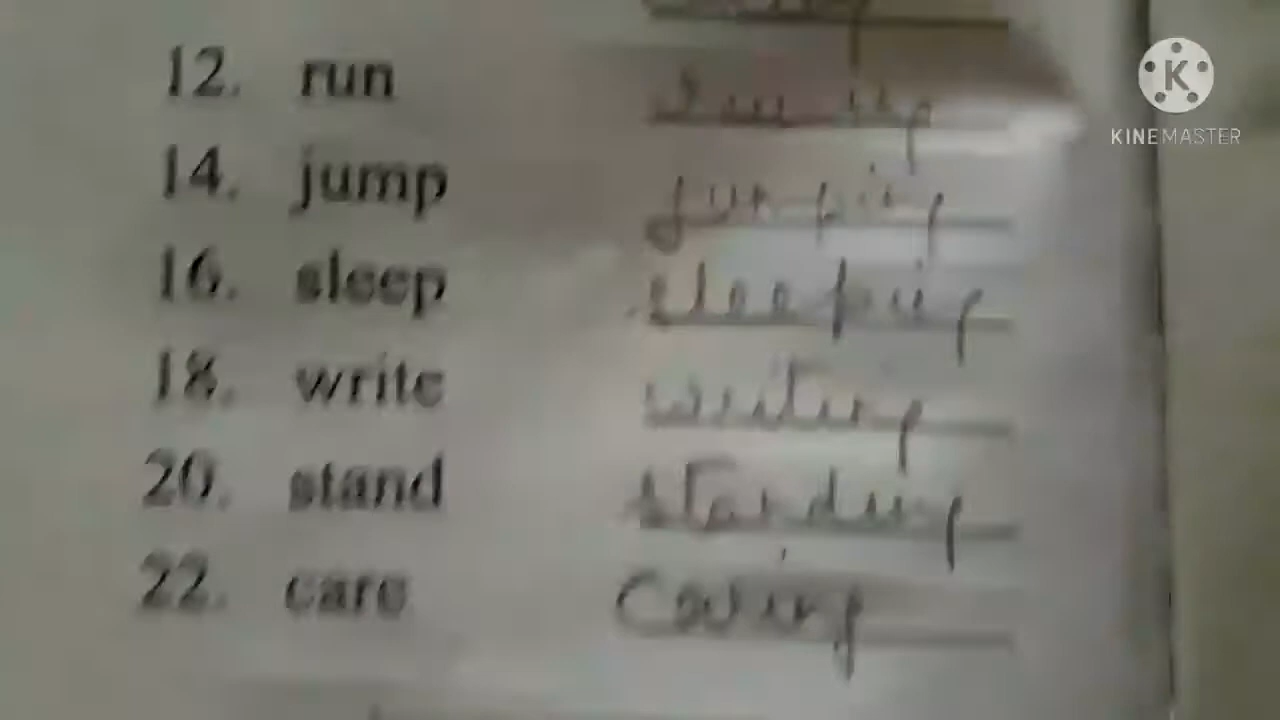 12. run
14. jump jumping
16. sleep sleeping
18. write writing
20. stand standing
22. care caring
KINEMASTER